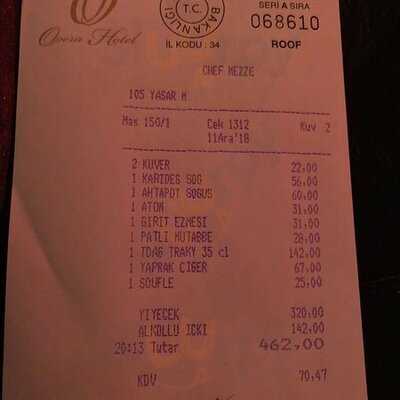 Opera Hotel
T.C.
BAKANLIĞI
İL KODU : 34
SERİ A SIRA
068610
ROOF
CHEF MEZZE
105 YASAR M
Mas 150/1 Cek 1312 Kuv 2
11Ara'18
2 KUVER 22,00
1 KARIDES SOG 56,00
1 AHTAPOT SOGUS 60,00
1 ATOM 31,00
1 GIRIT EZMESI 31,00
1 PATLI MUTABBE 28,00
1 TDAG TRAKY 35 cl 142,00
1 YAPRAK CIGER 67,00
1 SOUFLE 25,00
YIYECEK 320,00
ALKOLLU ICKI 142,00
20:13 Tutar 462,00
KDV 70,47